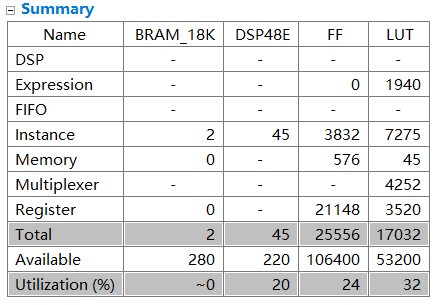 Summary
Name BRAM_18K DSP48E FF LUT
DSP - - - -
Expression - - 0 1940
FIFO - - - -
Instance 2 45 3832 7275
Memory 0 - 576 45
Multiplexer - - - 4252
Register 0 - 21148 3520
Total 2 45 25556 17032
Available 280 220 106400 53200
Utilization (%) ~0 20 24 32